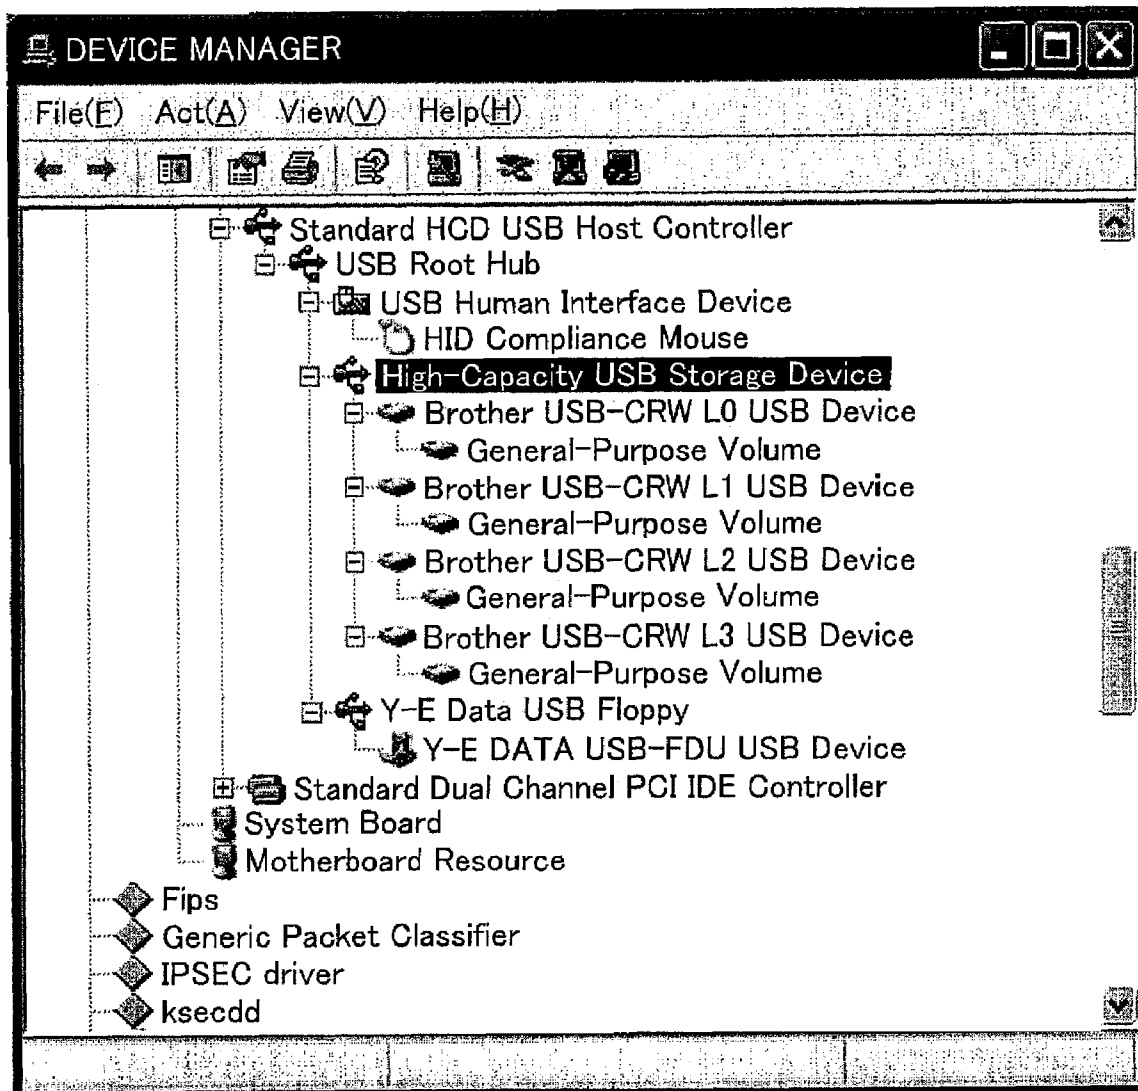 DEVICE MANAGER
File(F) Act(A) View(V) Help(H)
Standard HCD USB Host Controller
USB Root Hub
USB Human Interface Device
HID Compliance Mouse
High-Capacity USB Storage Device
Brother USB-CRW L0 USB Device
General-Purpose Volume
Brother USB-CRW L1 USB Device
General-Purpose Volume
Brother USB-CRW L2 USB Device
General-Purpose Volume
Brother USB-CRW L3 USB Device
General-Purpose Volume
Y-E Data USB Floppy
Y-E DATA USB-FDU USB Device
Standard Dual Channel PCI IDE Controller
System Board
Motherboard Resource
Fips
Generic Packet Classifier
IPSEC driver
ksecdd